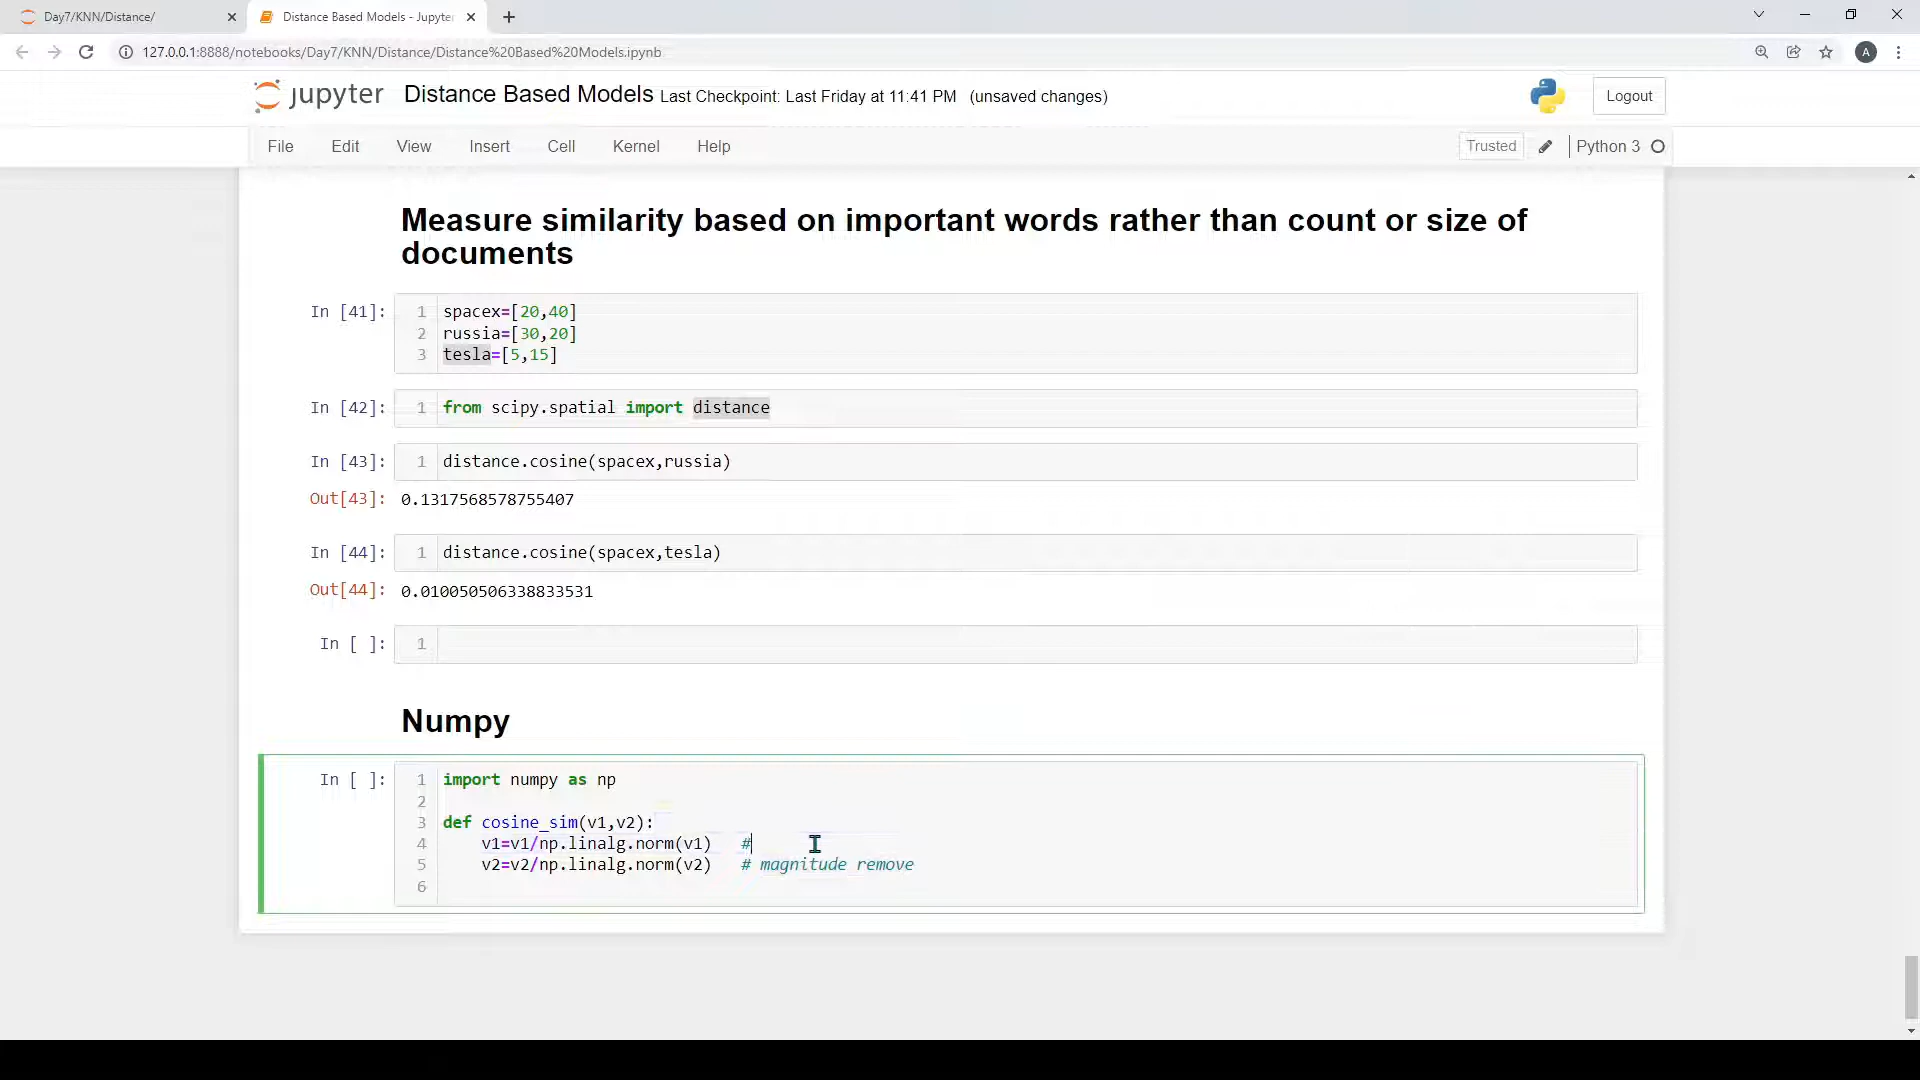 Day7/KNN/Distance/
Distance Based Models - Jupyter
127.0.0.1:8888/notebooks/Day7/KNN/Distance/Distance%20Based%20Models.ipynb
A
jupyter Distance Based Models Last Checkpoint: Last Friday at 11:41 PM (unsaved changes)
Logout
File Edit View Insert Cell Kernel Help
Trusted
Python 3
Measure similarity based on important words rather than count or size of
documents
In [41]: 1 spacex=[20,40]
2 russia=[30,20]
3 tesla=[5,15]
In [42]: 1 from scipy.spatial import distance
In [43]: 1 distance.cosine(spacex,russia)
Out[43]: 0.1317568578755407
In [44]: 1 distance.cosine(spacex,tesla)
Out[44]: 0.010050506338833531
In [ ]: 1
Numpy
In [ ]: 1 import numpy as np
2
3 def cosine_sim(v1,v2):
4 v1=v1/np.linalg.norm(v1) #
5 v2=v2/np.linalg.norm(v2) # magnitude remove
6